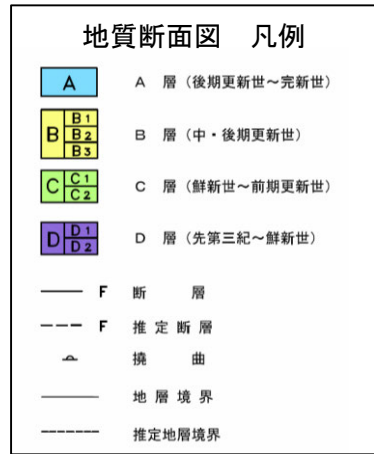 地質断面図　凡例
A　A　層（後期更新世～完新世）
B　B1　B2　B3　B　層（中・後期更新世）
C　C1　C2　C　層（鮮新世～前期更新世）
D　D1　D2　D　層（先第三紀～鮮新世）
F　断　層
F　推定断層
撓　曲
地層境界
推定地層境界